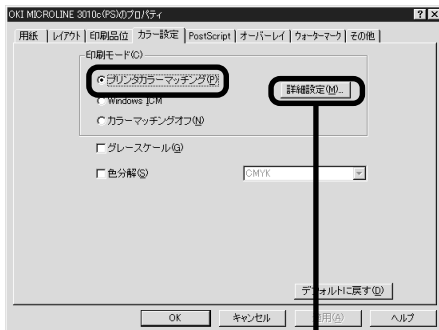 OKI MICROLINE 3010c(PS)のプロパティ
用紙 レイアウト 印刷品位 カラー設定 PostScript オーバーレイ ウォーターマーク その他
印刷モード(C)
プリンタカラーマッチング(P)
詳細設定(M)...
Windows ICM
カラーマッチングオフ(N)
グレースケール(G)
色分解(S) CMYK
デフォルトに戻す(D)
OK キャンセル 適用(A) ヘルプ